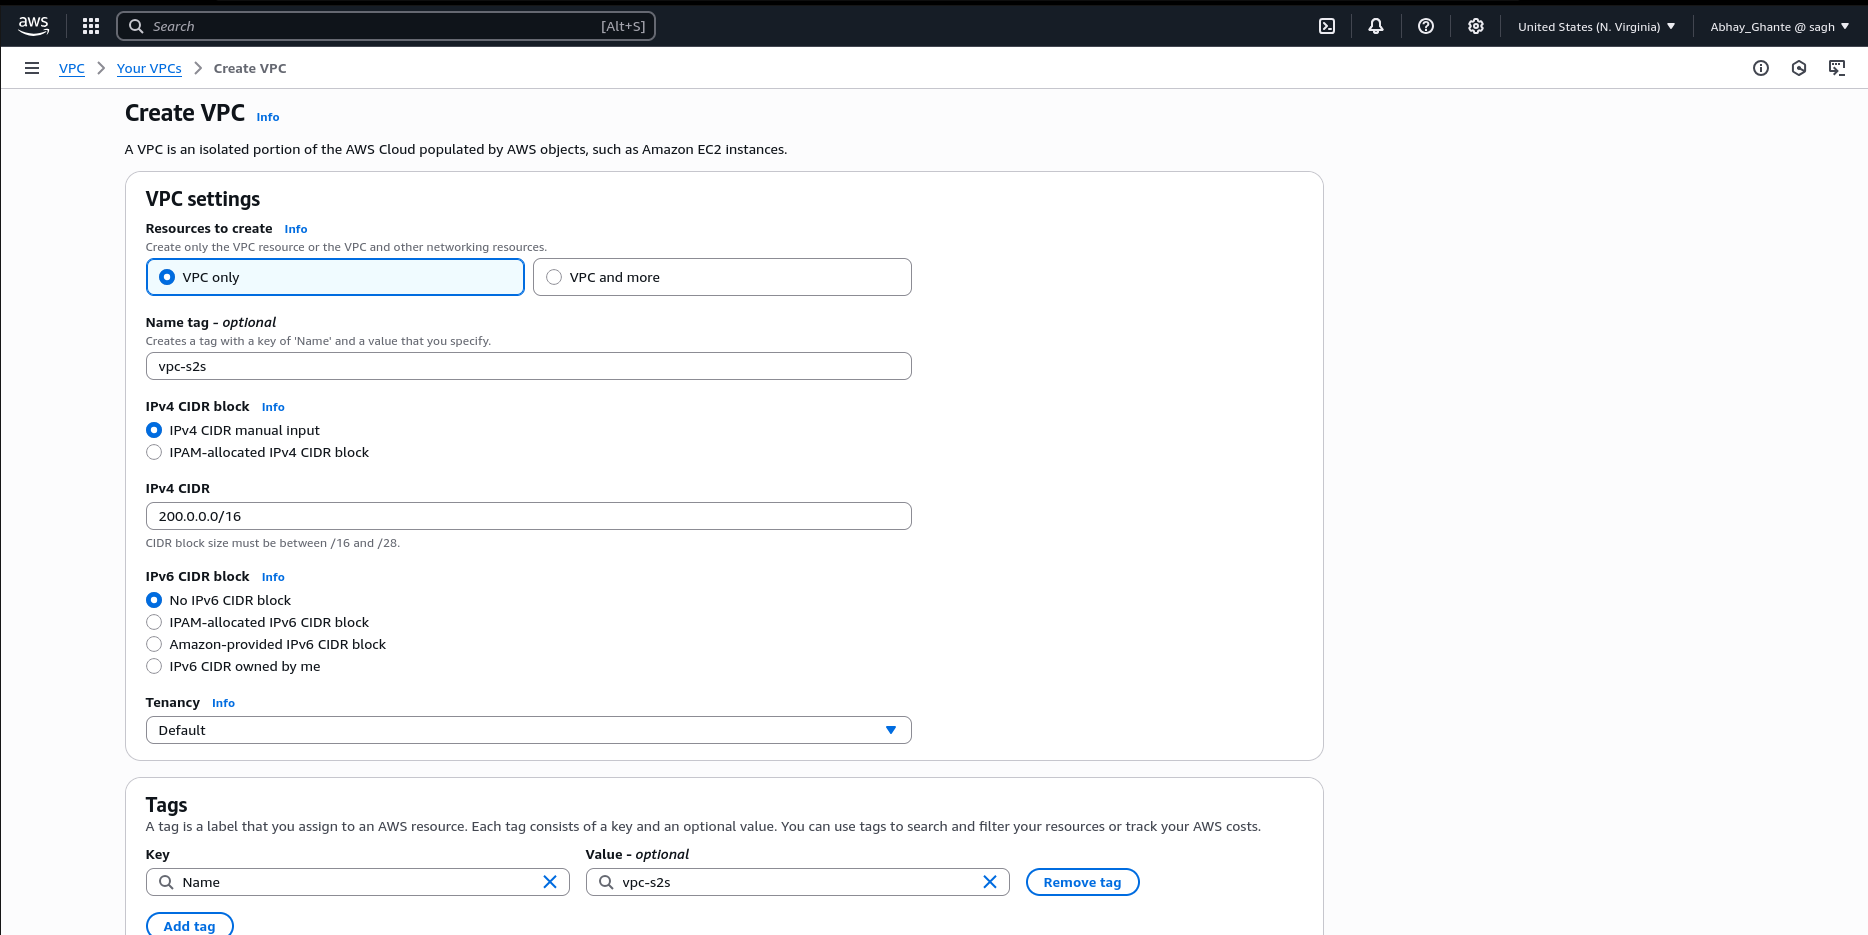 aws Search [Alt+S] United States (N. Virginia) Abhay_Ghante @ sagh
VPC Your VPCs Create VPC
Create VPC Info
A VPC is an isolated portion of the AWS Cloud populated by AWS objects, such as Amazon EC2 instances.
VPC settings
Resources to create Info
Create only the VPC resource or the VPC and other networking resources.
VPC only VPC and more
Name tag - optional
Creates a tag with a key of 'Name' and a value that you specify.
vpc-s2s
IPv4 CIDR block Info
IPv4 CIDR manual input
IPAM-allocated IPv4 CIDR block
IPv4 CIDR
200.0.0.0/16
CIDR block size must be between /16 and /28.
IPv6 CIDR block Info
No IPv6 CIDR block
IPAM-allocated IPv6 CIDR block
Amazon-provided IPv6 CIDR block
IPv6 CIDR owned by me
Tenancy Info
Default
Tags
A tag is a label that you assign to an AWS resource. Each tag consists of a key and an optional value. You can use tags to search and filter your resources or track your AWS costs.
Key Value - optional
Name vpc-s2s Remove tag
Add tag